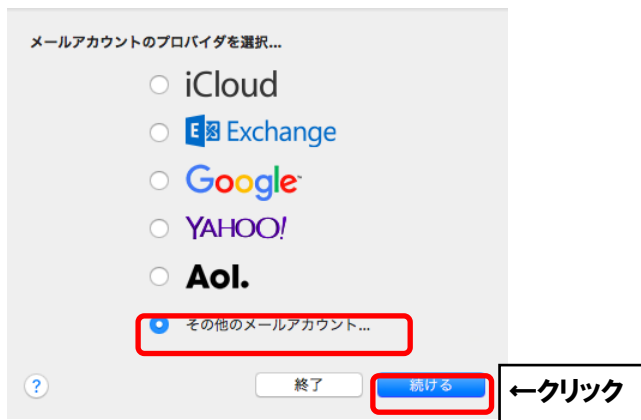 メールアカウントのプロバイダを選択...
iCloud
E Exchange
Google
YAHOO!
Aol.
その他のメールアカウント...
?
終了
続ける
←クリック